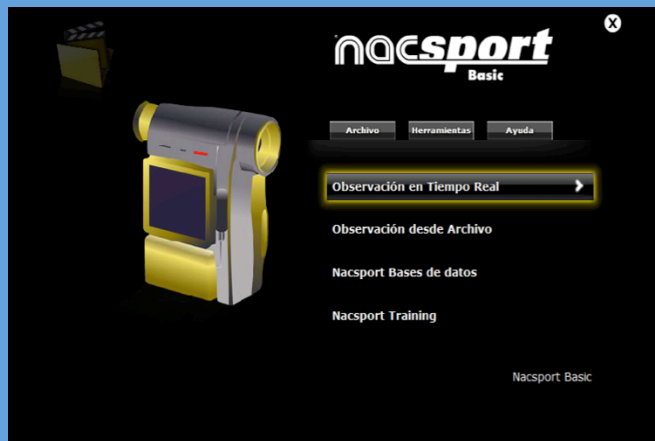 nacsport
Basic
Archivo Herramientas Ayuda
Observación en Tiempo Real
Observación desde Archivo
Nacsport Bases de datos
Nacsport Training
Nacsport Basic